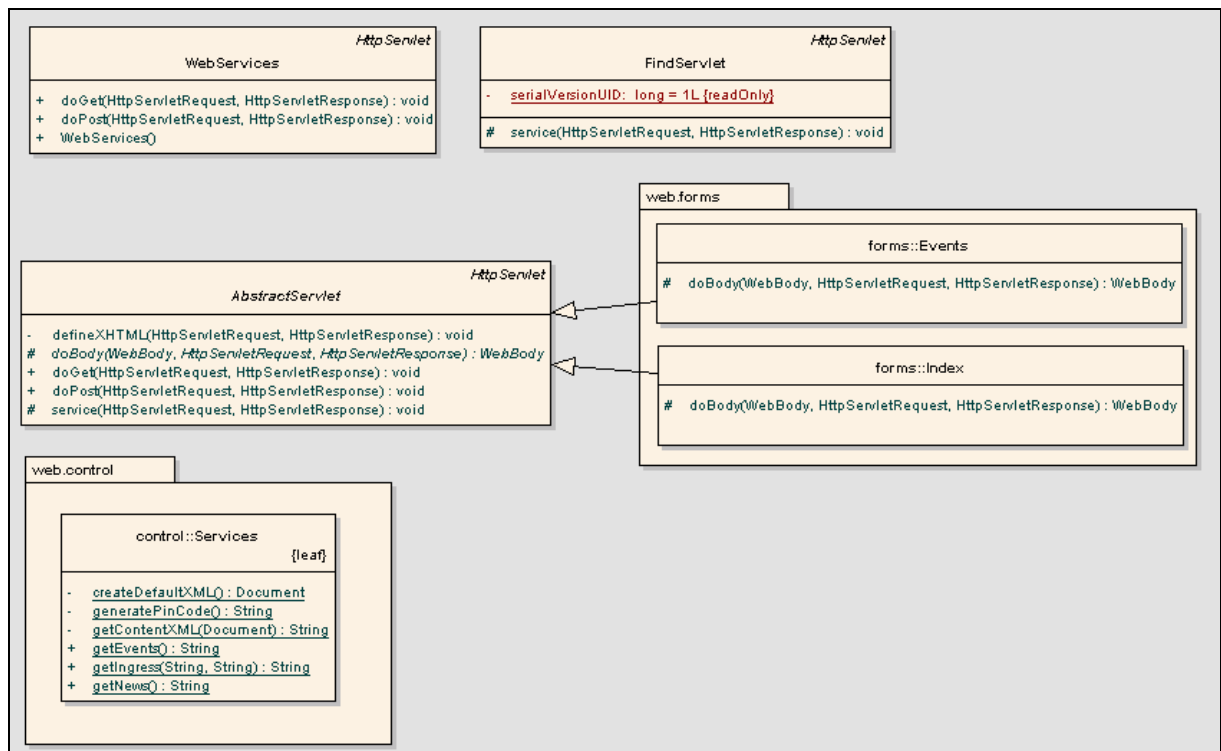 HttpServlet
WebServices
+ doGet(HttpServletRequest, HttpServletResponse) : void
+ doPost(HttpServletRequest, HttpServletResponse) : void
+ WebServices()
HttpServlet
FindServlet
- serialVersionUID: long = 1L {readOnly}
# service(HttpServletRequest, HttpServletResponse) : void
web.forms
forms::Events
# doBody(WebBody, HttpServletRequest, HttpServletResponse) : WebBody
forms::Index
# doBody(WebBody, HttpServletRequest, HttpServletResponse) : WebBody
HttpServlet
AbstractServlet
- defineXHTML(HttpServletRequest, HttpServletResponse) : void
# doBody(WebBody, HttpServletRequest, HttpServletResponse) : WebBody
+ doGet(HttpServletRequest, HttpServletResponse) : void
+ doPost(HttpServletRequest, HttpServletResponse) : void
# service(HttpServletRequest, HttpServletResponse) : void
web.control
control::Services
{leaf}
- createDefaultXML() : Document
- generatePinCode() : String
- getContentXML(Document) : String
+ getEvents() : String
+ getIngress(String, String) : String
+ getNews() : String